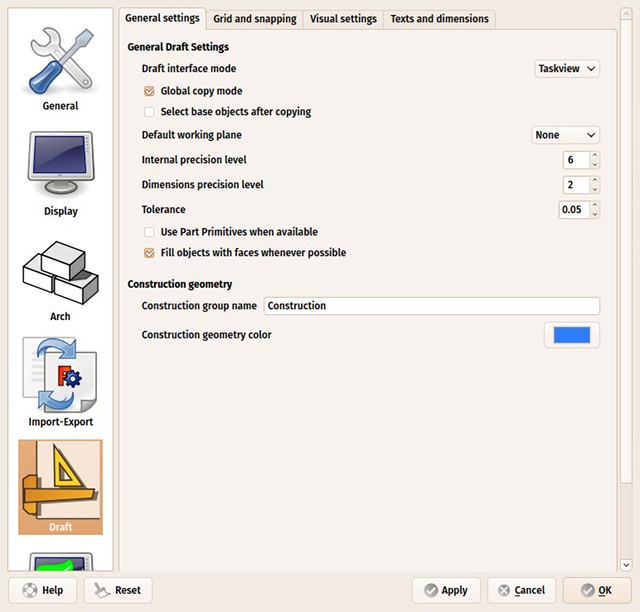 General settings
Grid and snapping
Visual settings
Texts and dimensions
General Draft Settings
Draft interface mode Taskview
Global copy mode
Select base objects after copying
Default working plane None
Internal precision level 6
Dimensions precision level 2
Tolerance 0.05
Use Part Primitives when available
Fill objects with faces whenever possible
Construction geometry
Construction group name Construction
Construction geometry color
General
Display
Arch
Import-Export
Draft
Help
Reset
Apply
Cancel
OK